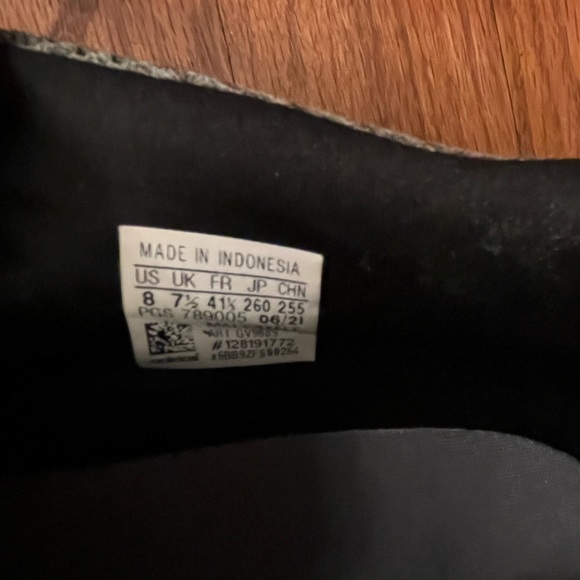 MADE IN INDONESIA
US UK FR JP CHN
8 7½ 41⅓ 260 255
PGS 789005 06/21
ART
#128191772